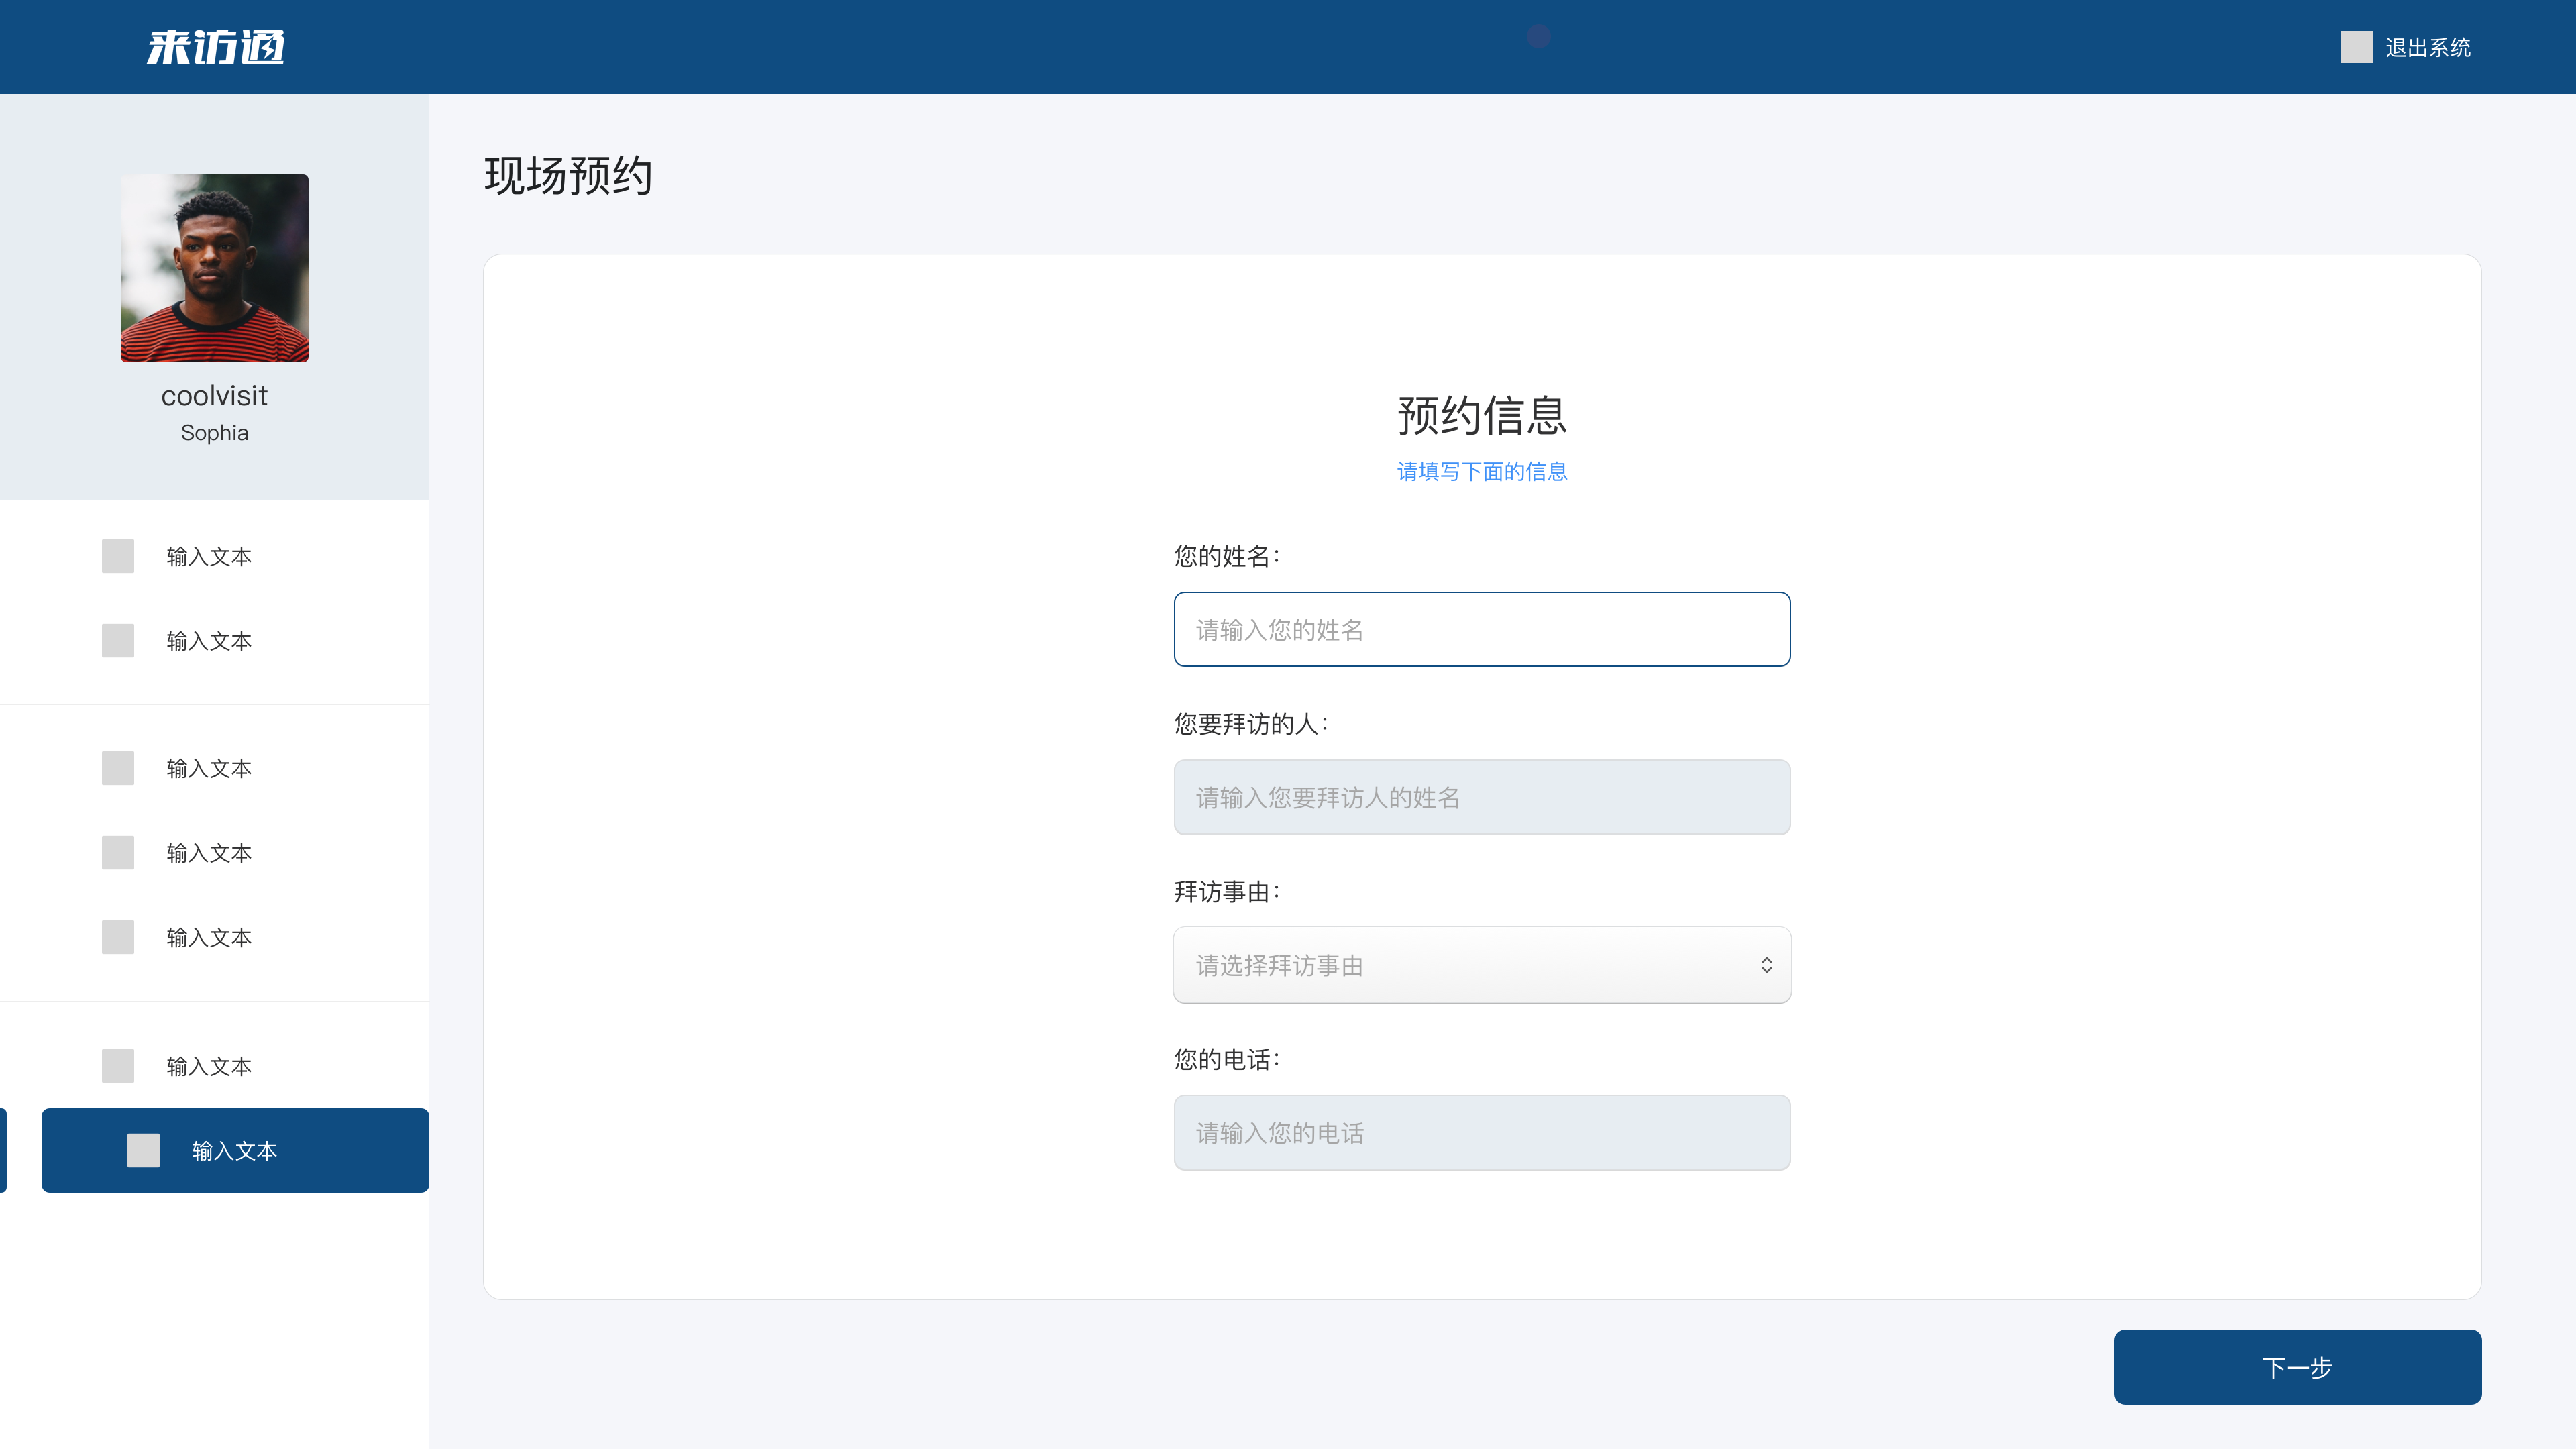 来访通
退出系统
coolvisit
Sophia
输入文本
输入文本
输入文本
输入文本
输入文本
输入文本
输入文本
现场预约
预约信息
请填写下面的信息
您的姓名：
请输入您的姓名
您要拜访的人：
请输入您要拜访人的姓名
拜访事由：
请选择拜访事由
您的电话：
请输入您的电话
下一步